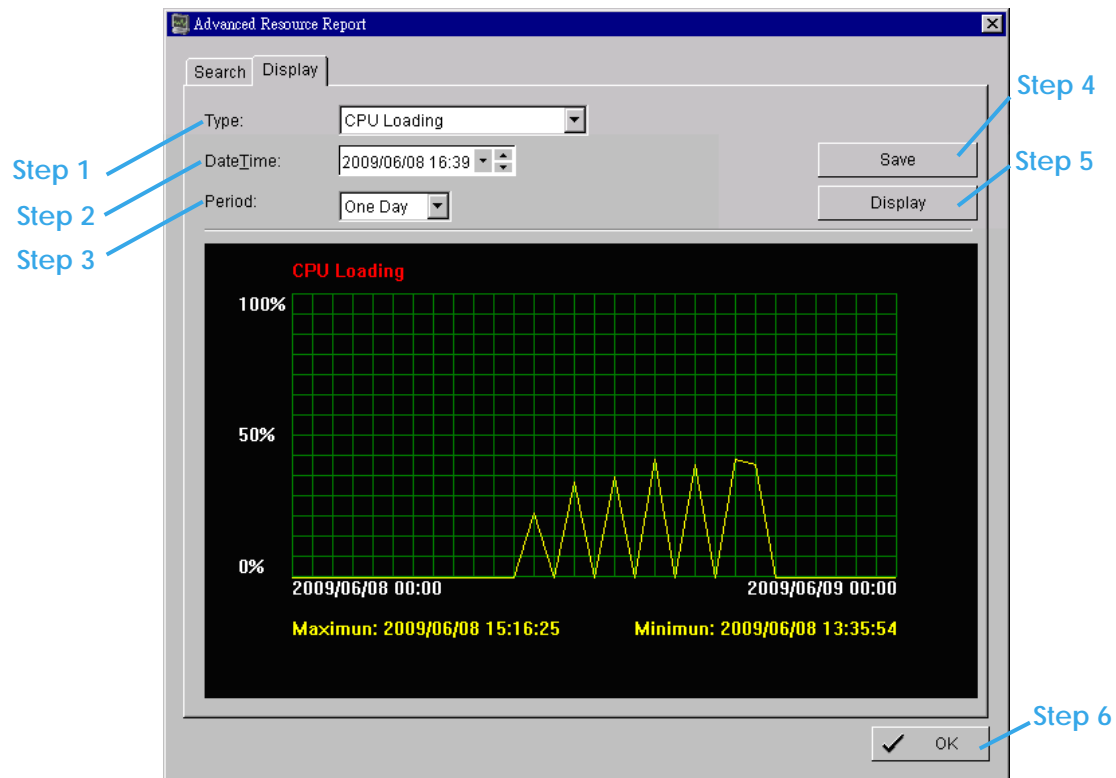 Advanced Resource Report
Search Display
Step 4
Type: CPU Loading
Step 1
DateTime: 2009/06/08 16:39
Save
Step 5
Step 2
Period: One Day
Display
Step 3
CPU Loading
100%
50%
0%
2009/06/08 00:00 2009/06/09 00:00
Maximun: 2009/06/08 15:16:25 Minimun: 2009/06/08 13:35:54
Step 6
OK